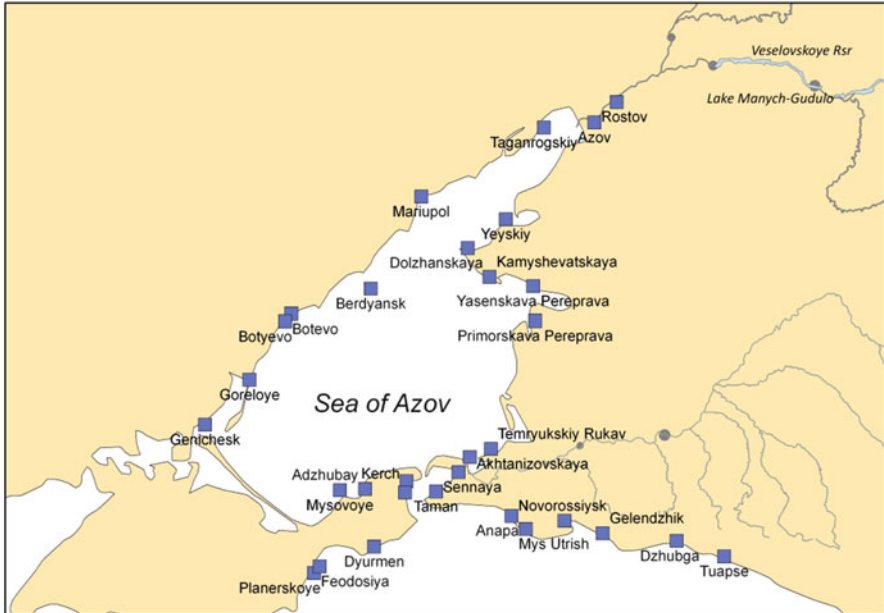 Veselovskoye Rsr
Lake Manych-Gudulo
Rostov
Azov
Taganrogskiy
Mariupol
Yeyskiy
Dolzhanskaya
Kamyshevatskaya
Berdyansk
Yasenskava Pereprava
Botevo
Botyevo
Primorskava Pereprava
Goreloye
Sea of Azov
Genichesk
Temryukskiy Rukav
Akhtanizovskaya
Adzhubay
Kerch
Sennaya
Mysovoye
Taman
Novorossiysk
Anapa
Gelendzhik
Mys Utrish
Dzhubga
Dyurmen
Tuapse
Feodosiya
Planerskoye